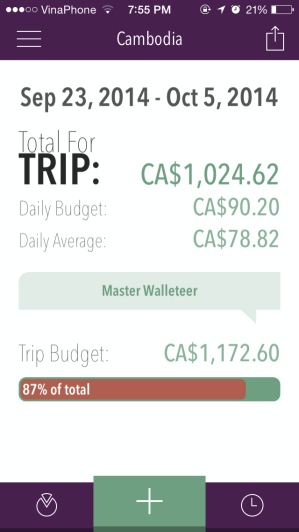 VinaPhone 7:55 PM 21%
Cambodia
Sep 23, 2014 - Oct 5, 2014
Total For
TRIP: CA$1,024.62
Daily Budget: CA$90.20
Daily Average: CA$78.82
Master Walleteer
Trip Budget: CA$1,172.60
87% of total